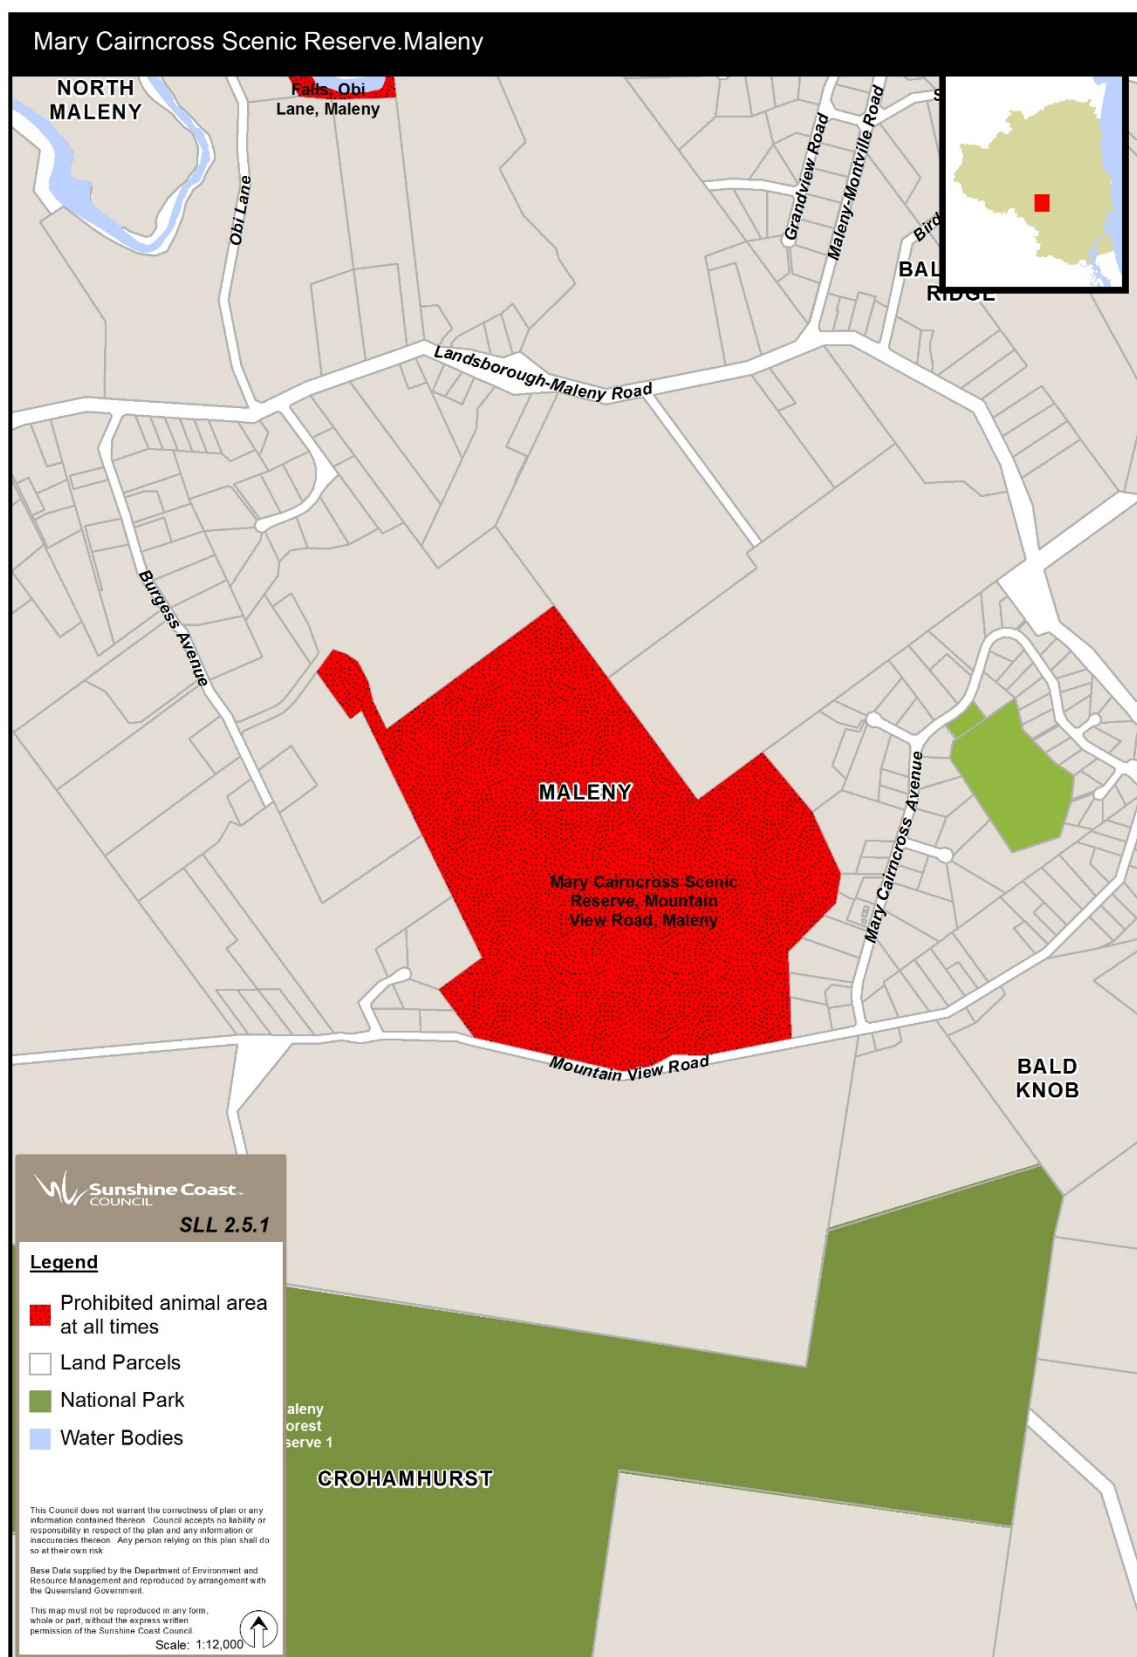 Mary Cairncross Scenic Reserve.Maleny
NORTH
MALENY
Falls, Obi
Lane, Maleny
Obi Lane
Grandview Road
Maleny-Montville Road
S
Bird
BAL
RIDGE
Landsborough-Maleny Road
Burgess Avenue
MALENY
Mary Cairncross Scenic
Reserve, Mountain
View Road, Maleny
Mary Cairncross Avenue
Mountain View Road
BALD
KNOB
Sunshine Coast
COUNCIL
SLL 2.5.1
Legend
Prohibited animal area
at all times
Land Parcels
National Park
Water Bodies
aleny
orest
serve 1
CROHAMHURST
This Council does not warrant the correctness of plan or any
information contained thereon. Council accepts no liability or
responsibility in respect of the plan and any information or
inaccuracies thereon. Any person relying on this plan shall do
so at their own risk.
Base Data supplied by the Department of Environment and
Resource Management and reproduced by arrangement with
the Queensland Government.
This map must not be reproduced in any form,
whole or part, without the express written
permission of the Sunshine Coast Council.
Scale: 1:12,000